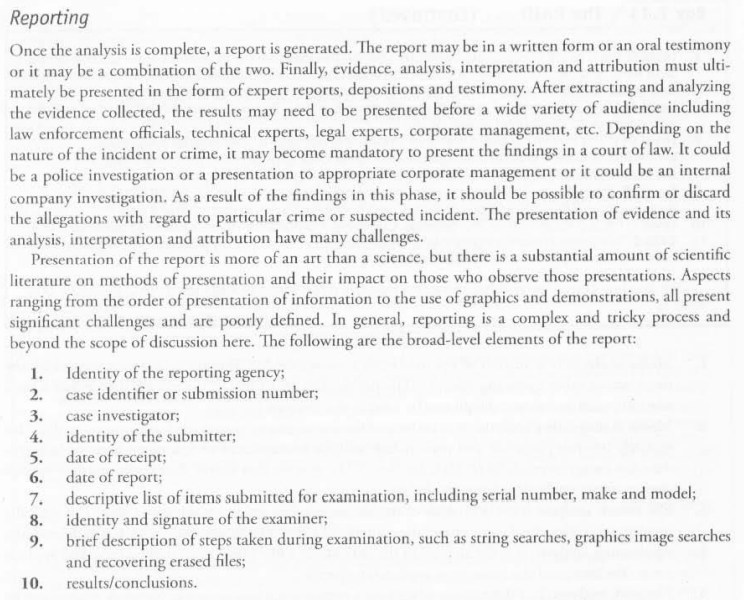 Reporting
Once the analysis is complete, a report is generated. The report may be in a written form or an oral testimony
or it may be a combination of the two. Finally, evidence, analysis, interpretation and attribution must ulti-
mately be presented in the form of expert reports, depositions and testimony. After extracting and analyzing
the evidence collected, the results may need to be presented before a wide variety of audience including
law enforcement officials, technical experts, legal experts, corporate management, etc. Depending on the
nature of the incident or crime, it may become mandatory to present the findings in a court of law. It could
be a police investigation or a presentation to appropriate corporate management or it could be an internal
company investigation. As a result of the findings in this phase, it should be possible to confirm or discard
the allegations with regard to particular crime or suspected incident. The presentation of evidence and its
analysis, interpretation and attribution have many challenges.
Presentation of the report is more of an art than a science, but there is a substantial amount of scientific
literature on methods of presentation and their impact on those who observe those presentations. Aspects
ranging from the order of presentation of information to the use of graphics and demonstrations, all present
significant challenges and are poorly defined. In general, reporting is a complex and tricky process and
beyond the scope of discussion here. The following are the broad-level elements of the report:
1. Identity of the reporting agency;
2. case identifier or submission number;
3. case investigator;
4. identity of the submitter;
5. date of receipt;
6. date of report;
7. descriptive list of items submitted for examination, including serial number, make and model;
8. identity and signature of the examiner;
9. brief description of steps taken during examination, such as string searches, graphics image searches
and recovering erased files;
10. results/conclusions.